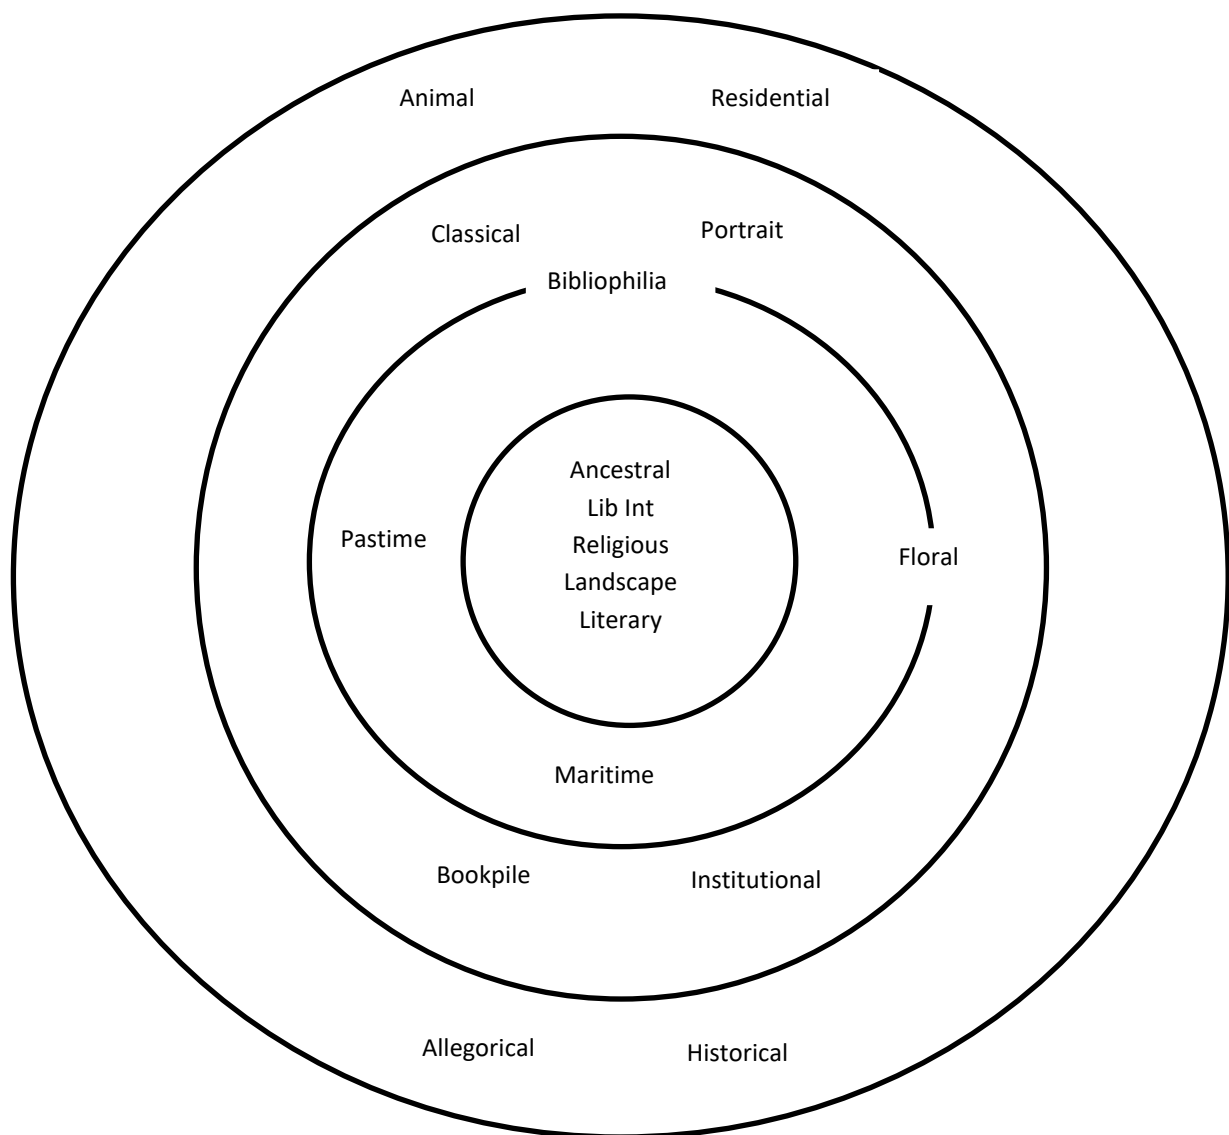 Animal Residential
Classical Portrait
Bibliophilia
Ancestral
Lib Int
Religious
Landscape
Literary
Pastime
Floral
Maritime
Bookpile Institutional
Allegorical Historical